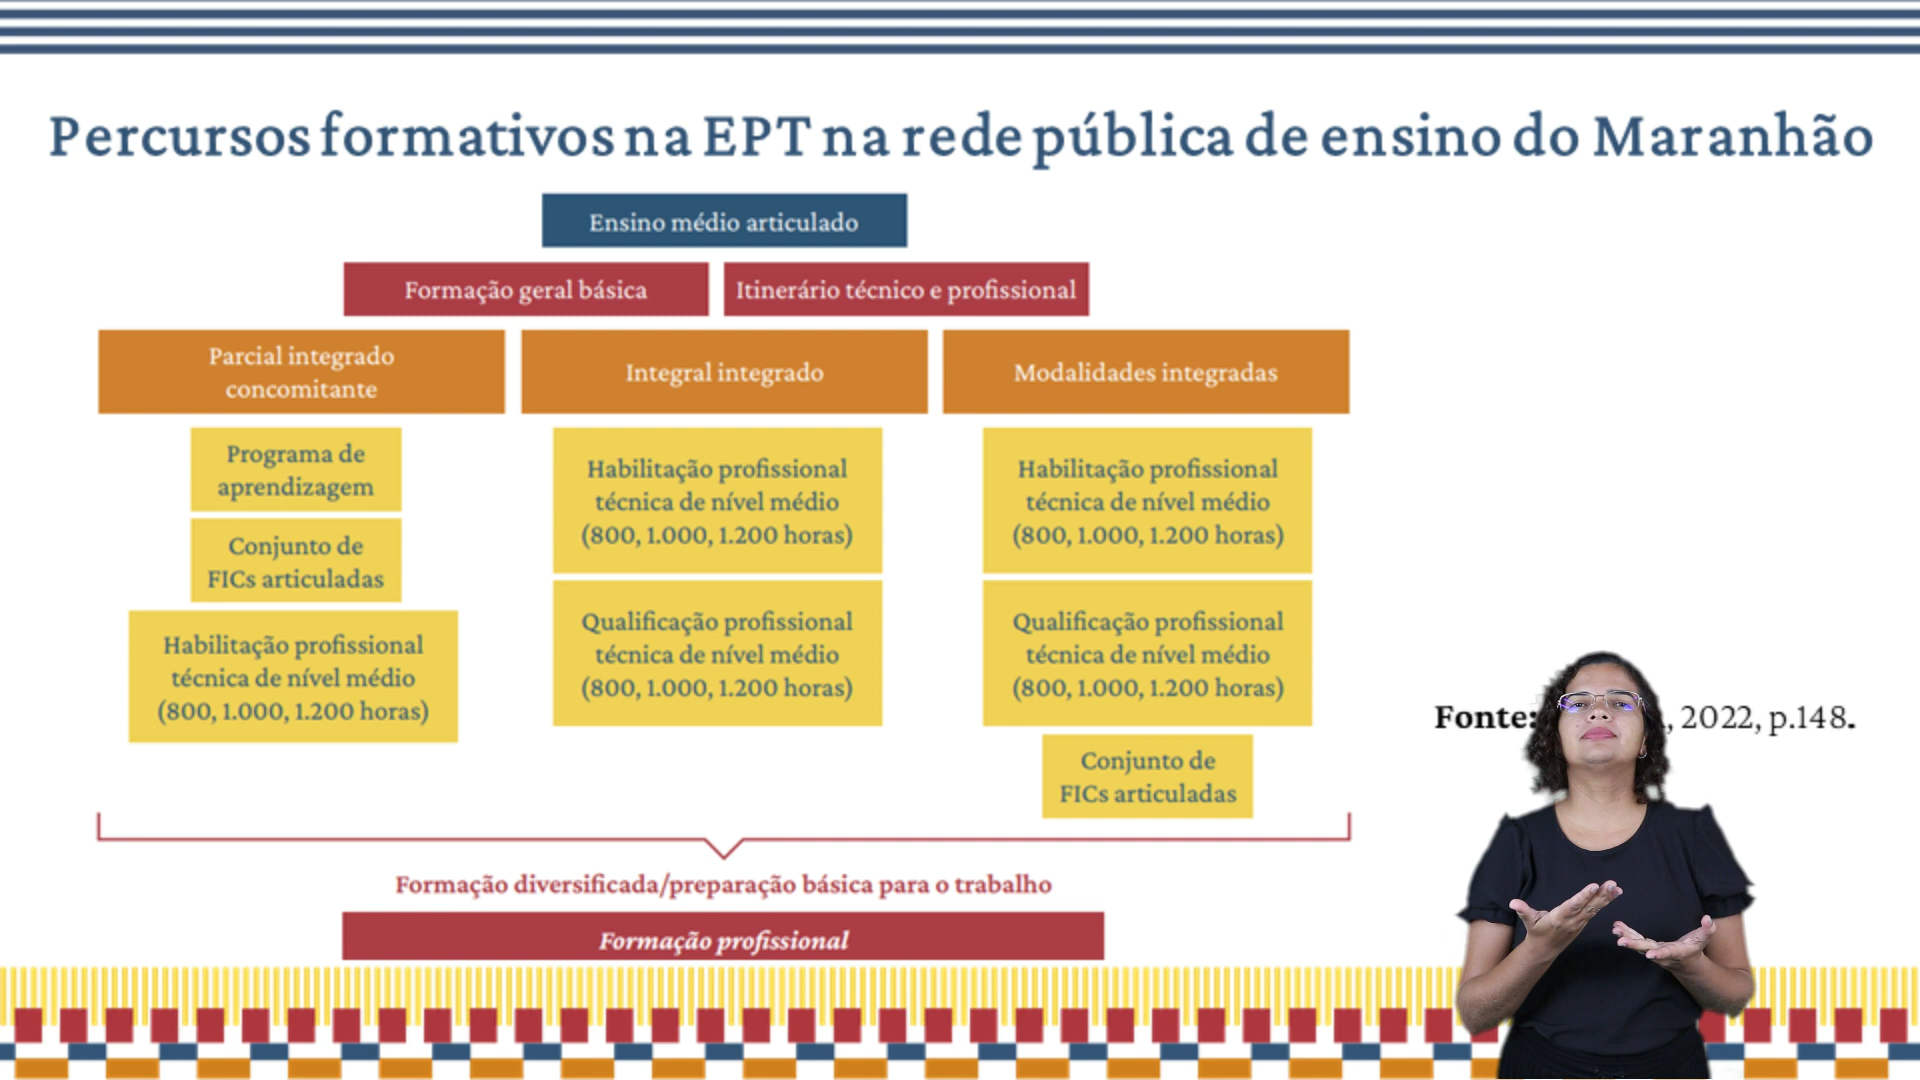 Percursos formativos na EPT na rede pública de ensino do Maranhão
Ensino médio articulado
Formação geral básica
Itinerário técnico e profissional
Parcial integrado
concomitante
Programa de
aprendizagem
Conjunto de
FICs articuladas
Habilitação profissional
técnica de nível médio
(800, 1.000, 1.200 horas)
Integral integrado
Habilitação profissional
técnica de nível médio
(800, 1.000, 1.200 horas)
Qualificação profissional
técnica de nível médio
(800, 1.000, 1.200 horas)
Modalidades integradas
Habilitação profissional
técnica de nível médio
(800, 1.000, 1.200 horas)
Qualificação profissional
técnica de nível médio
(800, 1.000, 1.200 horas)
Conjunto de
FICs articuladas
Formação diversificada/preparação básica para o trabalho
Formação profissional
Fonte: , 2022, p.148.